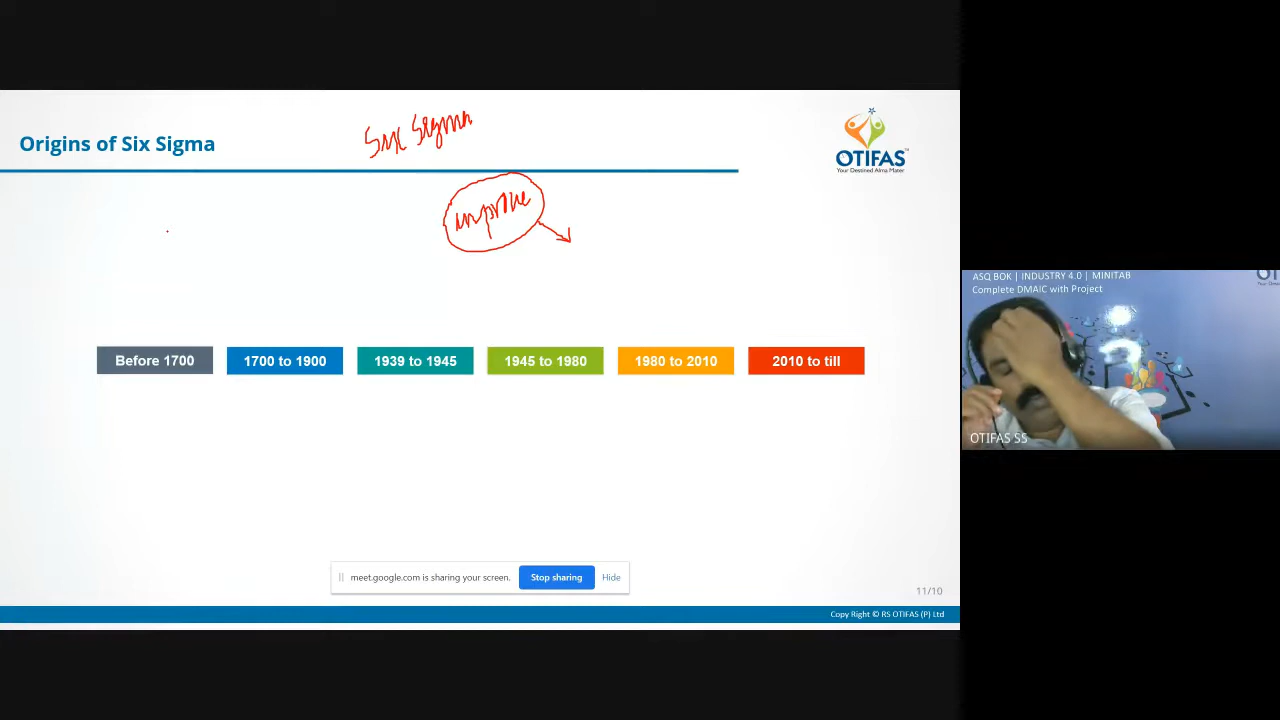 Six Sigma
Origins of Six Sigma
OTIFAS™
Your Destined Alma Mater
improve
Before 1700
1700 to 1900
1939 to 1945
1945 to 1980
1980 to 2010
2010 to till
meet.google.com is sharing your screen.
Stop sharing
Hide
11/10
Copy Right © RS OTIFAS (P) Ltd
ASQ BOK | INDUSTRY 4.0 | MINITAB
Complete DMAIC with Project
OTIFAS SS